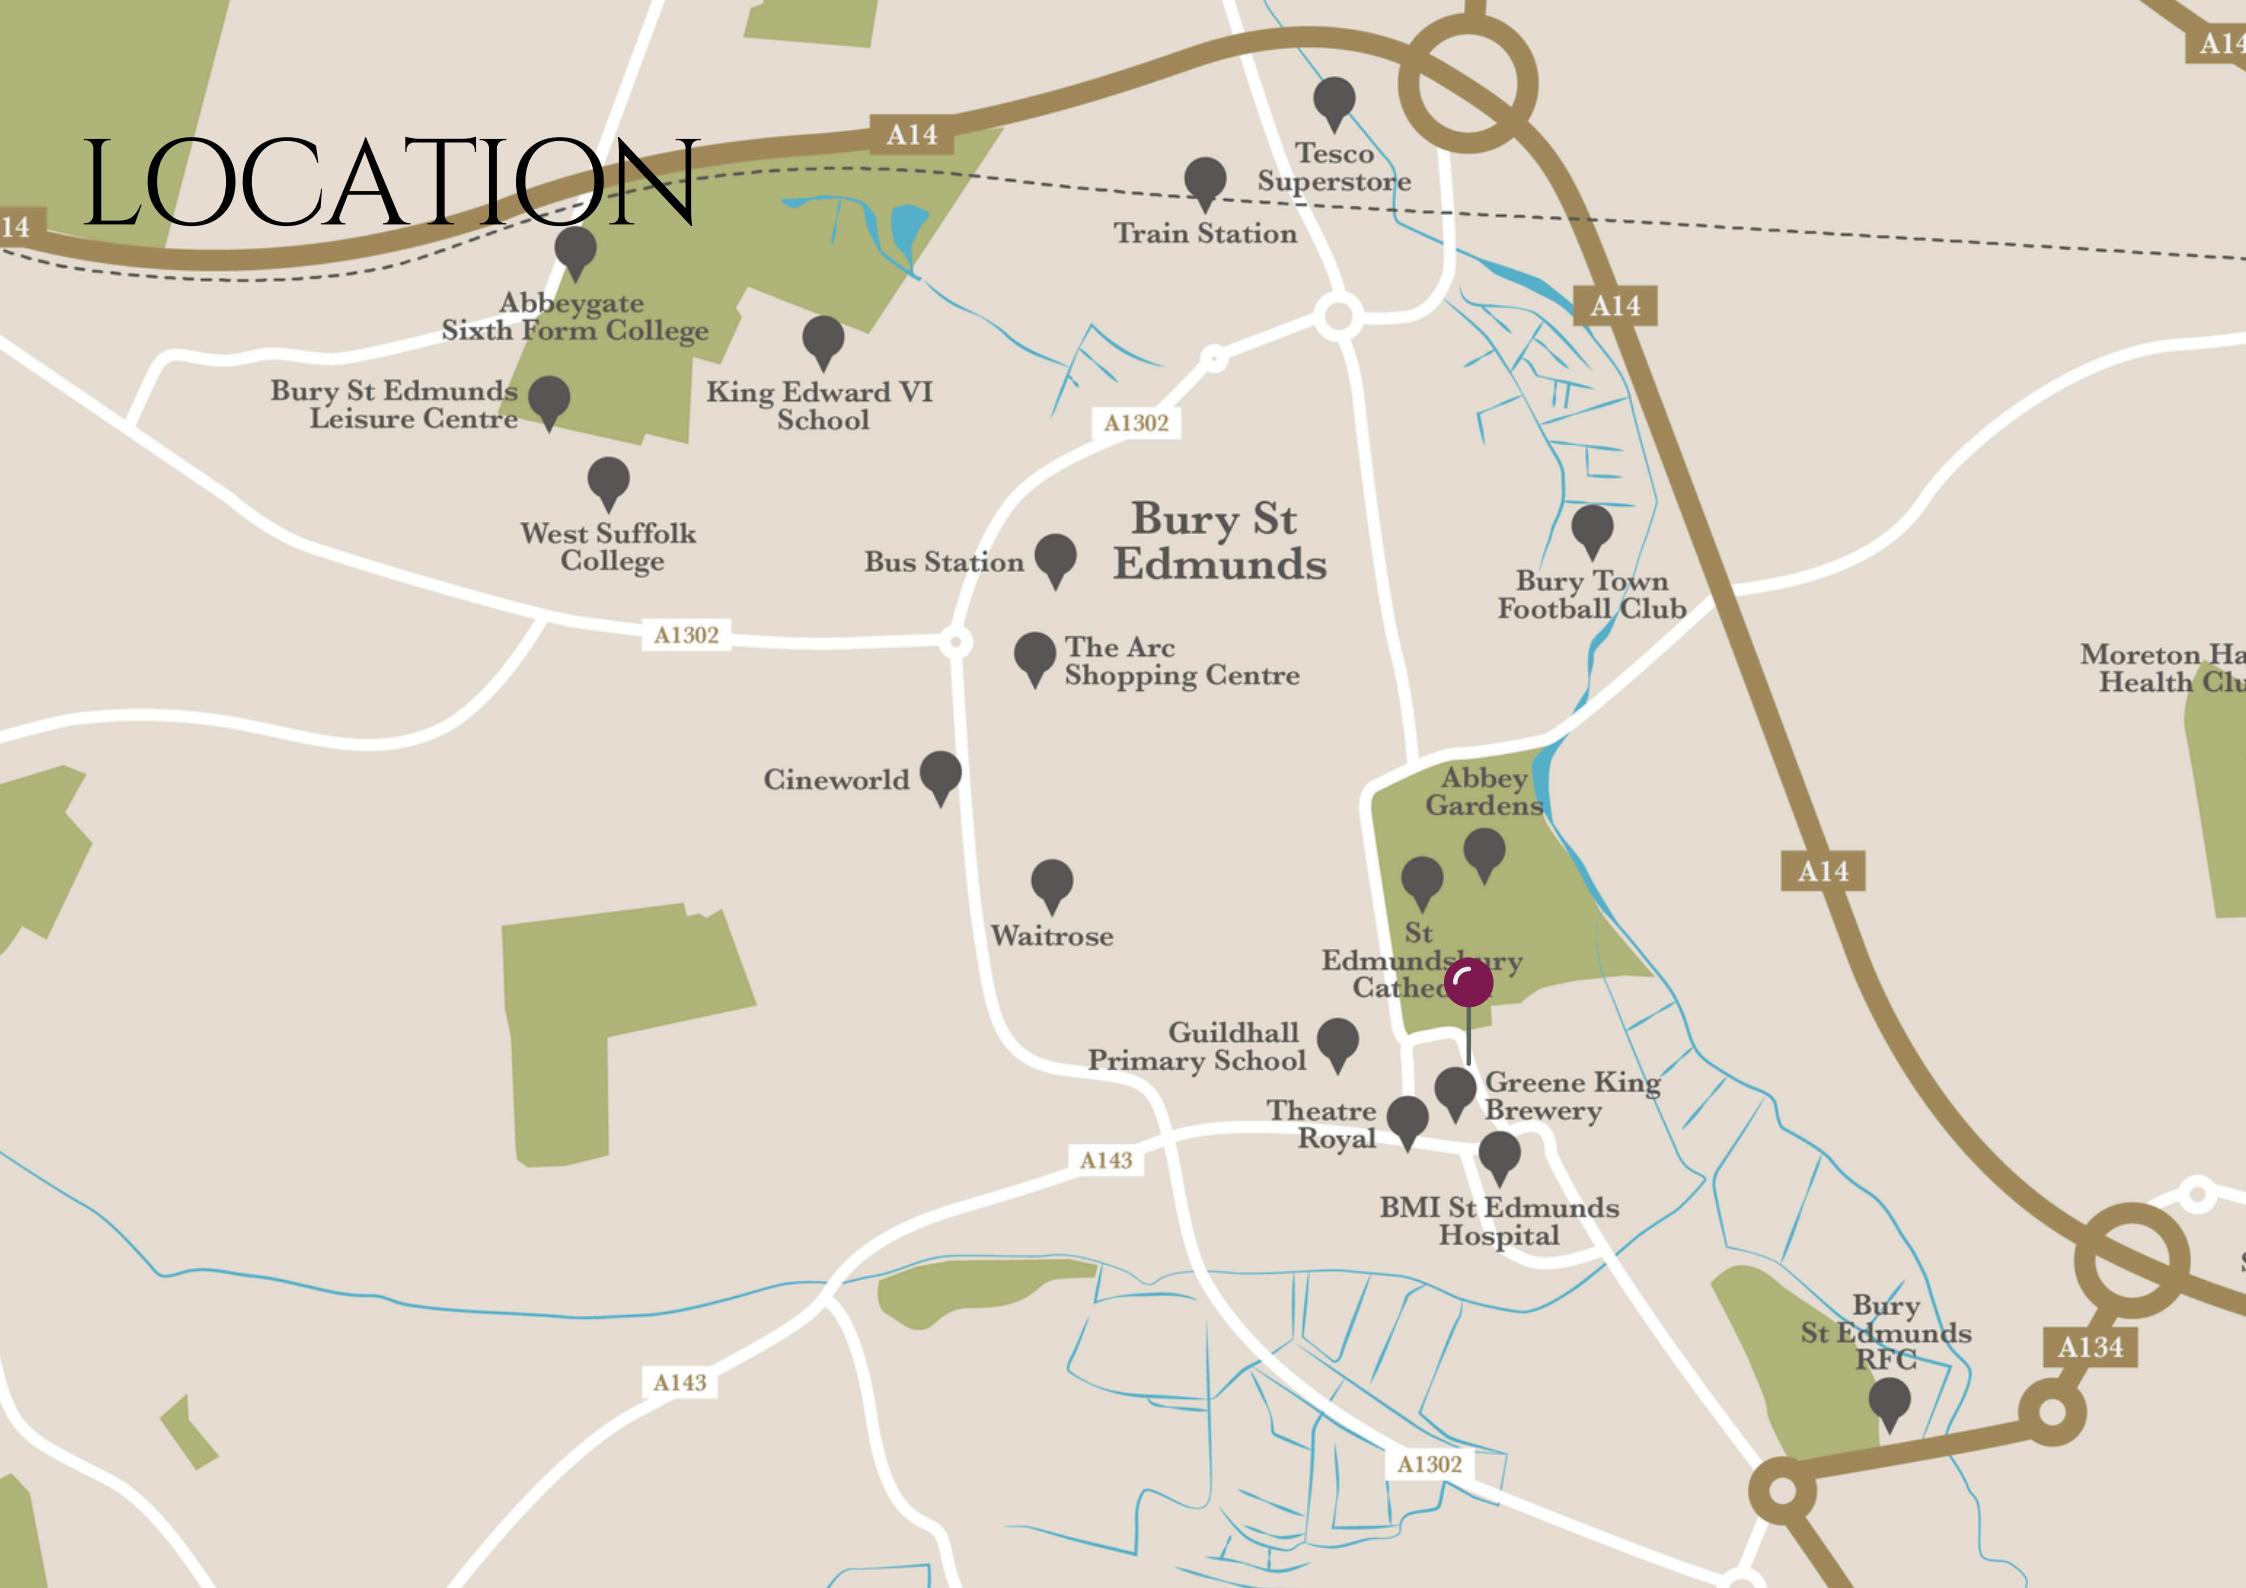 LOCATION
A14
A14
14
Tesco
Superstore
Train Station
Abbeygate
Sixth Form College
A14
Bury St Edmunds
Leisure Centre
King Edward VI
School
A1302
West Suffolk
College
Bury St
Edmunds
Bus Station
Bury Town
Football Club
A1302
The Arc
Shopping Centre
Moreton Ha
Health Clu
Cineworld
Abbey
Gardens
A14
Waitrose
St
Edmundsbury
Guildhall
Primary School
Greene King
Brewery
Theatre
Royal
A143
BMI St Edmunds
Hospital
Bury
St Edmunds
RFC
A134
A143
A1302